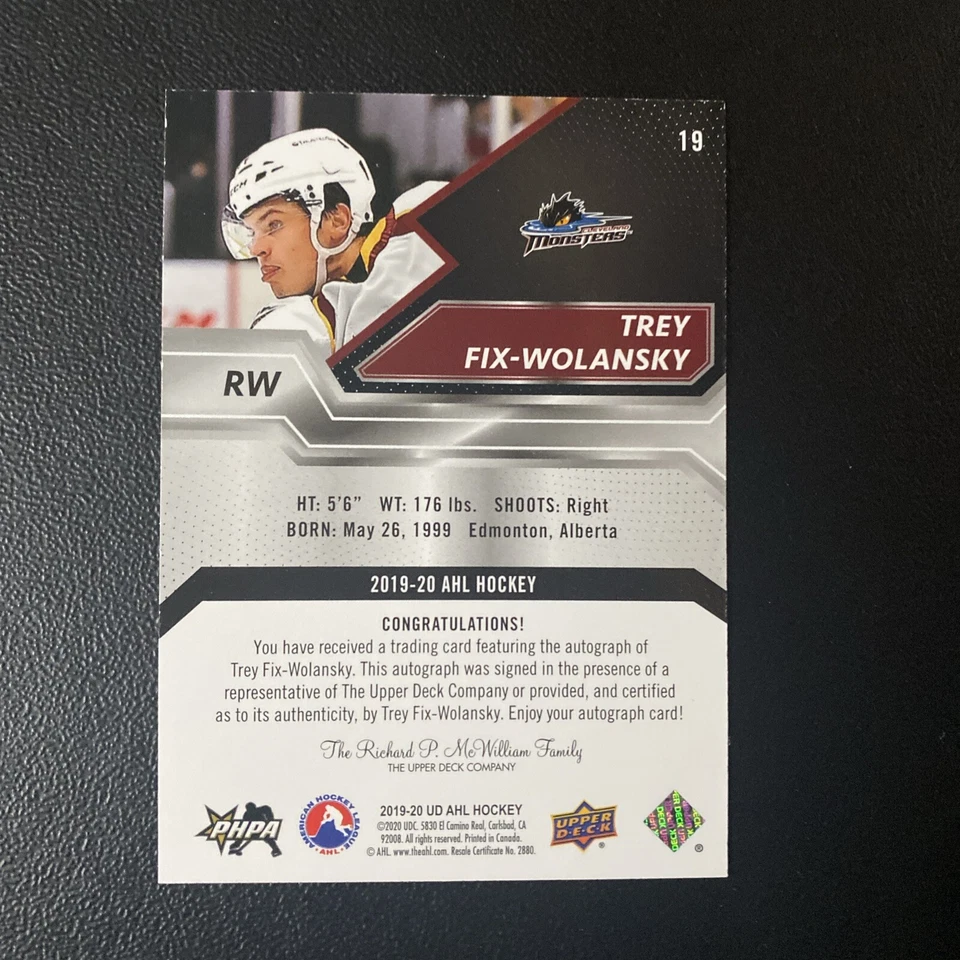 19
CCM
CLEVELAND
MONSTERS
TREY
FIX-WOLANSKY
RW
HT: 5'6" WT: 176 lbs. SHOOTS: Right
BORN: May 26, 1999 Edmonton, Alberta
2019-20 AHL HOCKEY
CONGRATULATIONS!
You have received a trading card featuring the autograph of
Trey Fix-Wolansky. This autograph was signed in the presence of a
representative of The Upper Deck Company or provided, and certified
as to its authenticity, by Trey Fix-Wolansky. Enjoy your autograph card!
The Richard P. McWilliam Family
THE UPPER DECK COMPANY
PHPA
AMERICAN HOCKEY LEAGUE
AHL
2019-20 UD AHL HOCKEY
©2020 UDC. 5830 El Camino Real, Carlsbad, CA
92008. All rights reserved. Printed in Canada.
© AHL. www.theahl.com. Resale Certificate No. 2880.
UPPER
DECK
®
UPPER DECK
®